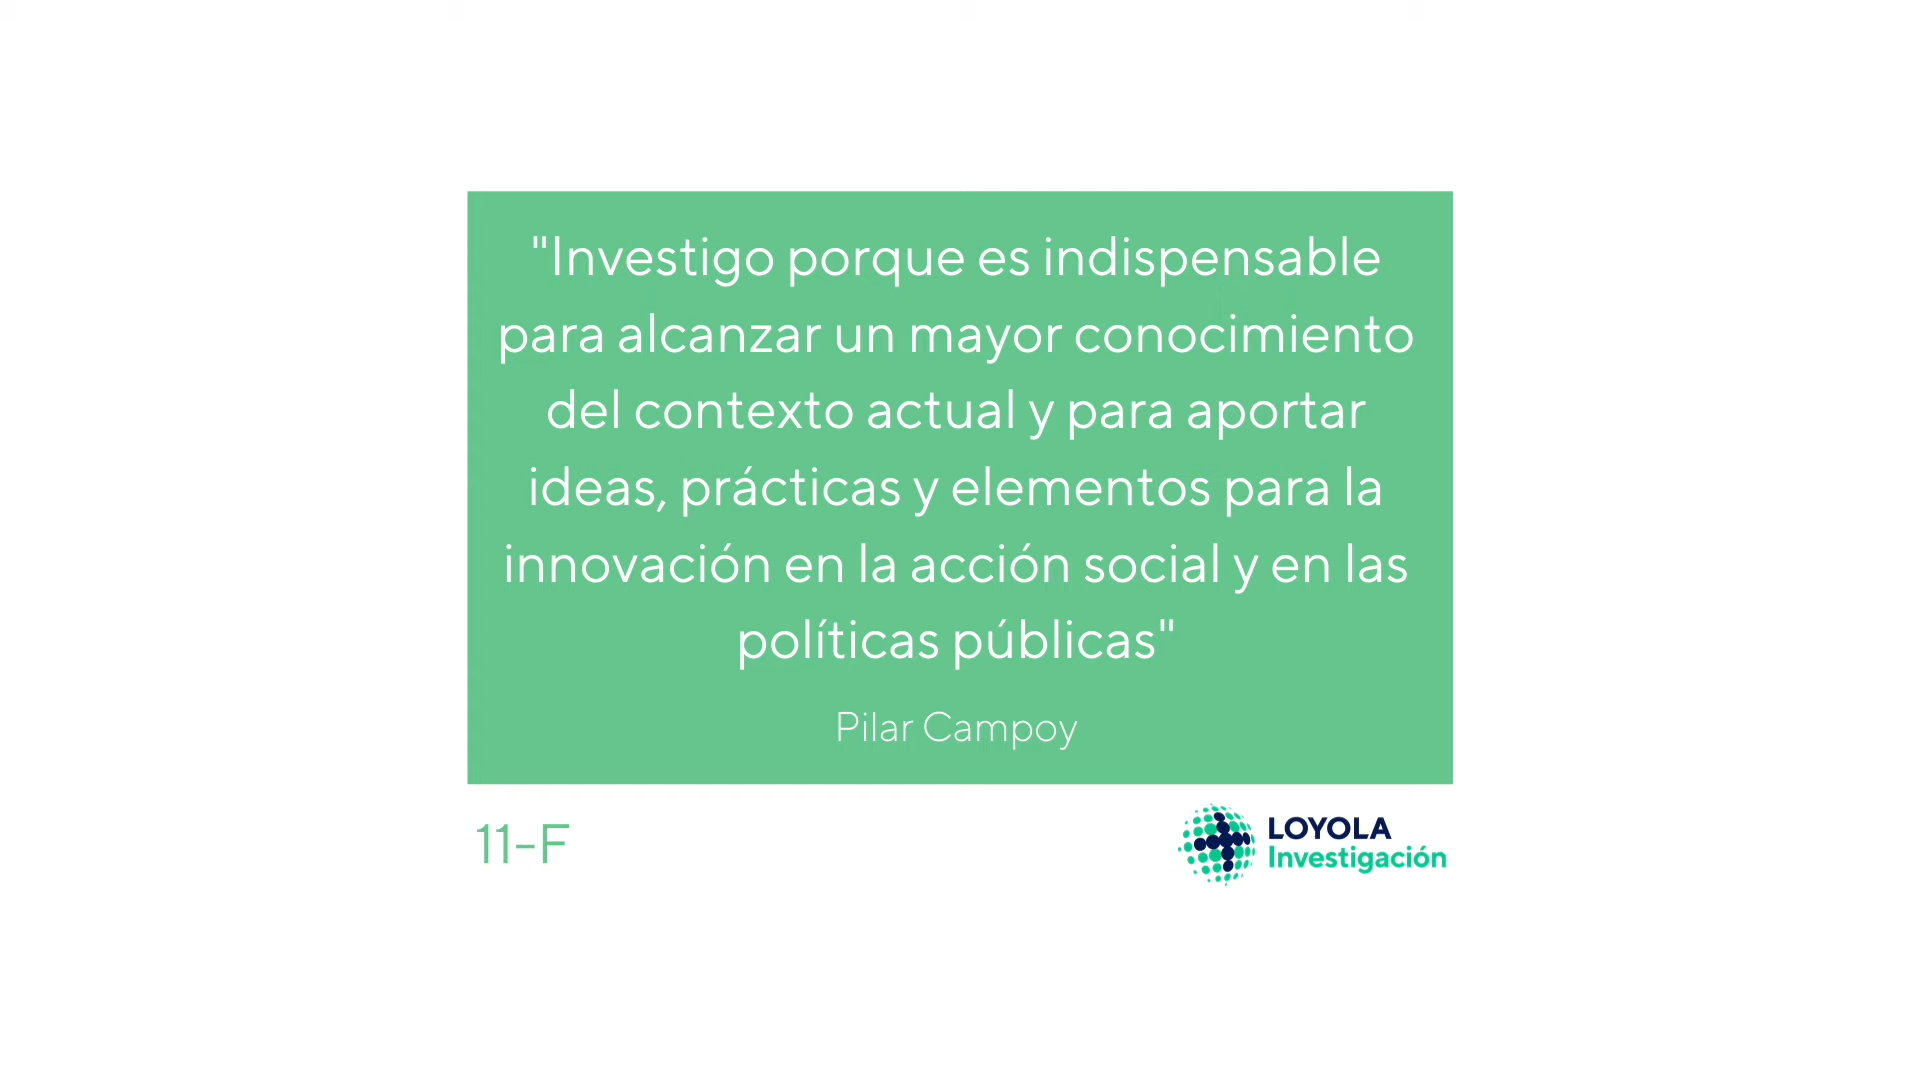 "Investigo porque es indispensable
para alcanzar un mayor conocimiento
del contexto actual y para aportar
ideas, prácticas y elementos para la
innovación en la acción social y en las
políticas públicas"
Pilar Campoy
11-F
LOYOLA
Investigación